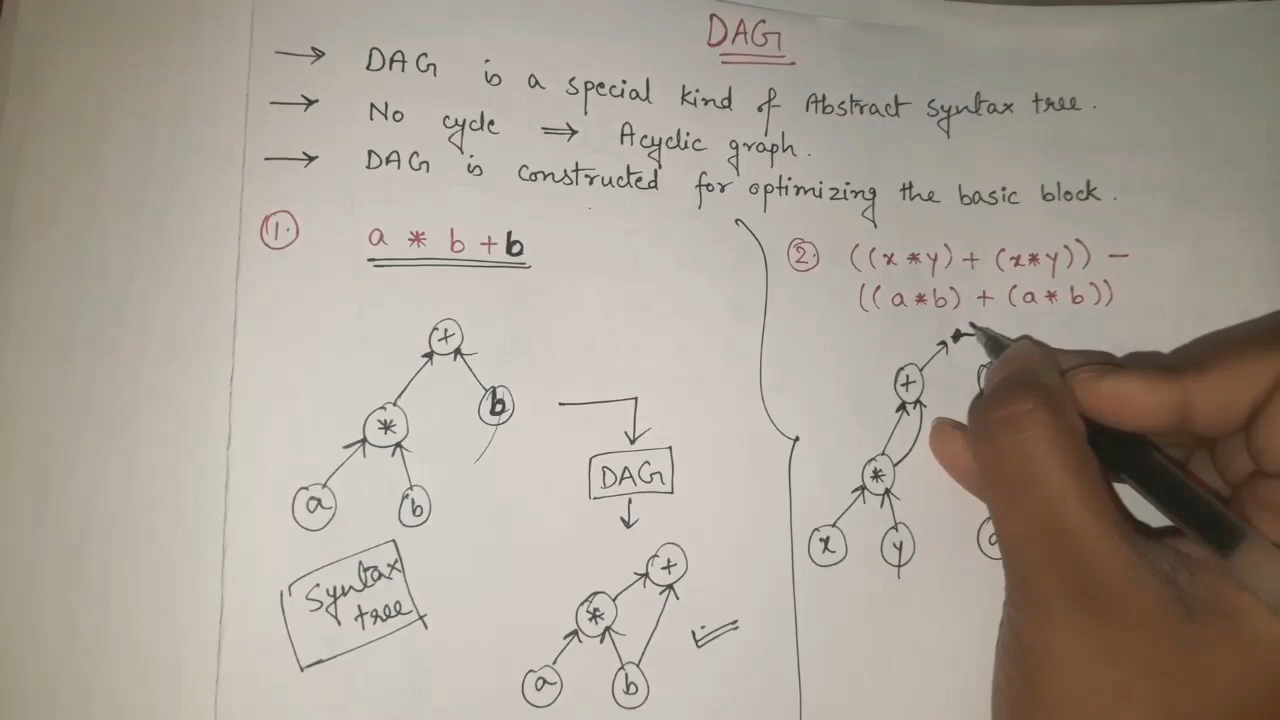 DAG
→ DAG is a special kind of Abstract syntax tree.
→ No cycle ⇒ Acyclic graph.
→ DAG is constructed for optimizing the basic block.
1. a * b + b
+
* b
a b
Syntax
tree
DAG
+
*
a b
2. ((x * y) + (x * y)) −
((a * b) + (a * b))
+
*
x y